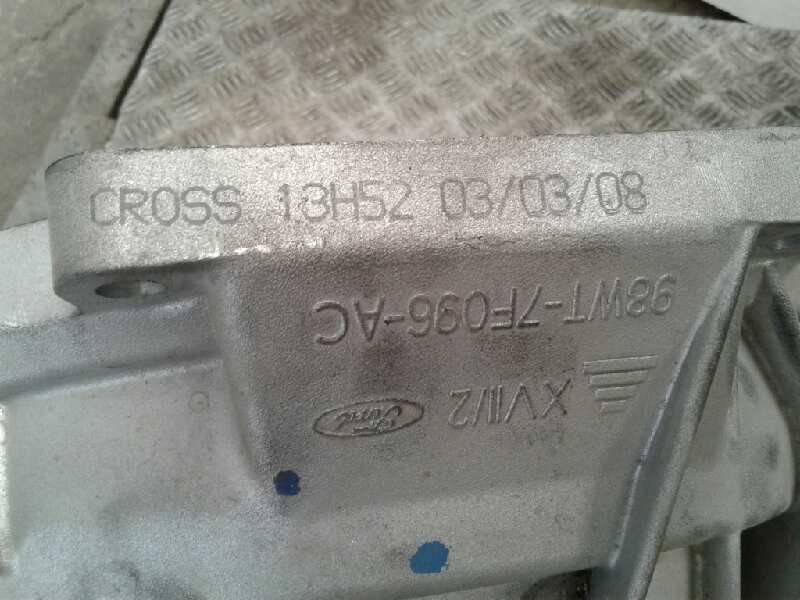 CROSS 13H52 03/03/08
98WT-7F096-AC
XVII/2
Ford